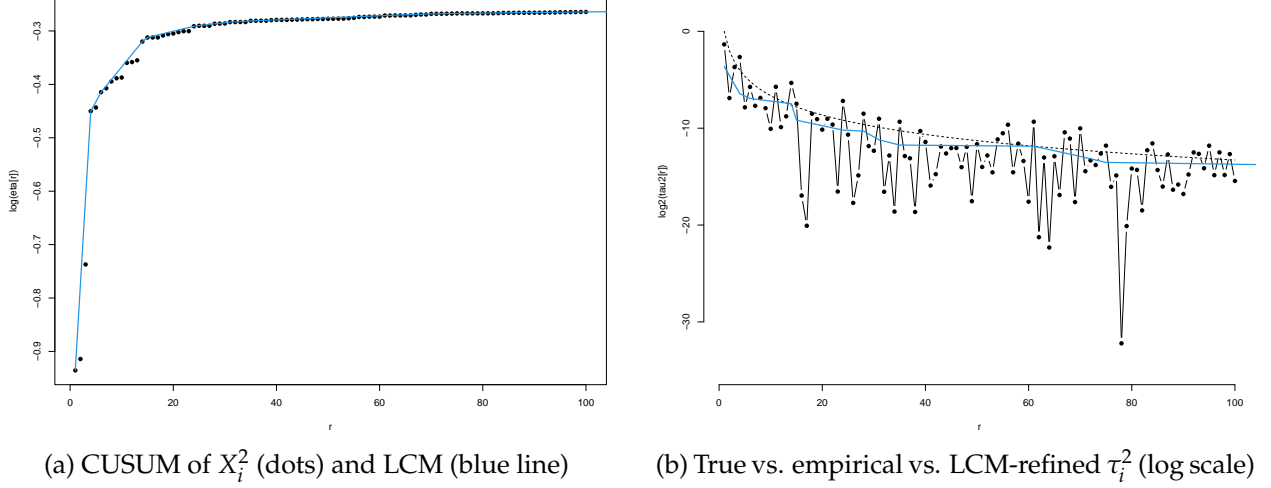 log(eta[r])
-0.3
-0.4
-0.5
-0.6
-0.7
-0.8
-0.9
0 20 40 60 80 100
r
(a) CUSUM of X_i^2 (dots) and LCM (blue line)
log2(tau2[r])
0
-10
-20
-30
0 20 40 60 80 100
r
(b) True vs. empirical vs. LCM-refined τ_i^2 (log scale)